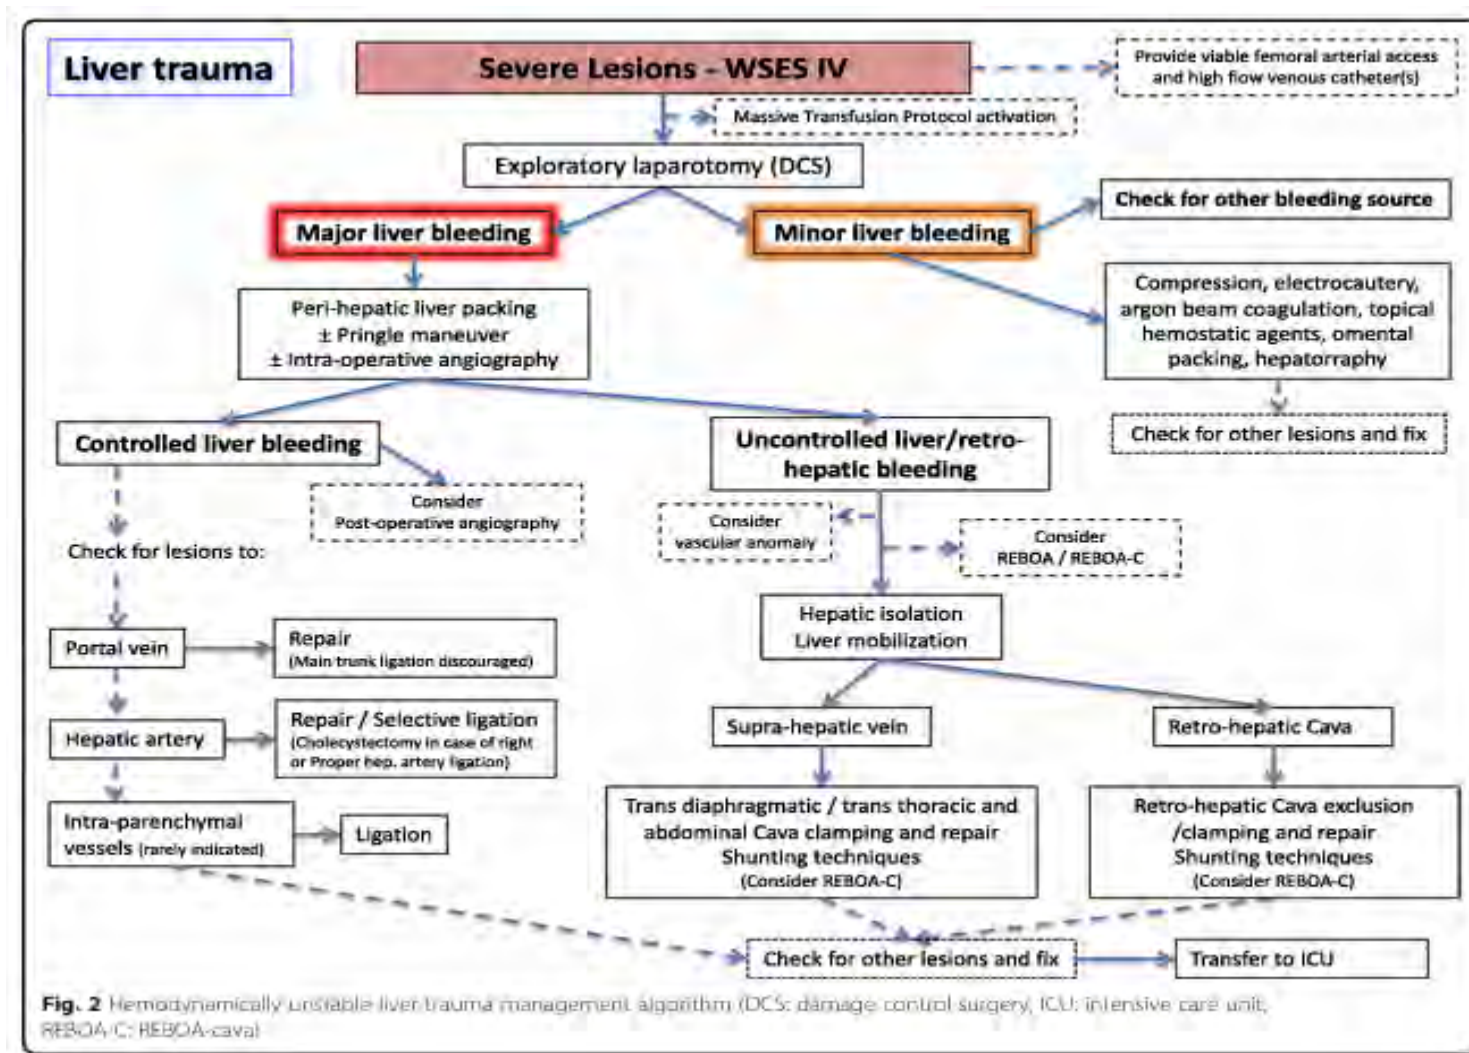 Liver trauma
Severe Lesions - WSES IV
Provide viable femoral arterial access
and high flow venous catheter(s)
Massive Transfusion Protocol activation
Exploratory laparotomy (DCS)
Major liver bleeding
Minor liver bleeding
Check for other bleeding source
Peri-hepatic liver packing
± Pringle maneuver
± Intra-operative angiography
Compression, electrocautery,
argon beam coagulation, topical
hemostatic agents, omental
packing, hepatorraphy
Check for other lesions and fix
Controlled liver bleeding
Consider
Post-operative angiography
Uncontrolled liver/retro-
hepatic bleeding
Consider
vascular anomaly
Consider
REBOA / REBOA-C
Check for lesions to:
Hepatic isolation
Liver mobilization
Portal vein
Repair
(Main trunk ligation discouraged)
Hepatic artery
Repair / Selective ligation
(Cholecystectomy in case of right
or Proper hep. artery ligation)
Supra-hepatic vein
Retro-hepatic Cava
Intra-parenchymal
vessels (rarely indicated)
Ligation
Trans diaphragmatic / trans thoracic and
abdominal Cava clamping and repair
Shunting techniques
(Consider REBOA-C)
Retro-hepatic Cava exclusion
/clamping and repair
Shunting techniques
(Consider REBOA-C)
Check for other lesions and fix
Transfer to ICU
Fig. 2 Hemodynamically unstable liver trauma management algorithm (DCS: damage control surgery, ICU: intensive care unit,
REBOA-C: REBOA-cava)